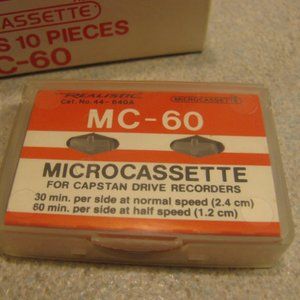 CASSETTE
S 10 PIECES
C-60
REALISTIC
Cat. No. 44-640A
MICROCASSETTE
MC-60
MICROCASSETTE
FOR CAPSTAN DRIVE RECORDERS
30 min. per side at normal speed (2.4 cm)
60 min. per side at half speed (1.2 cm)